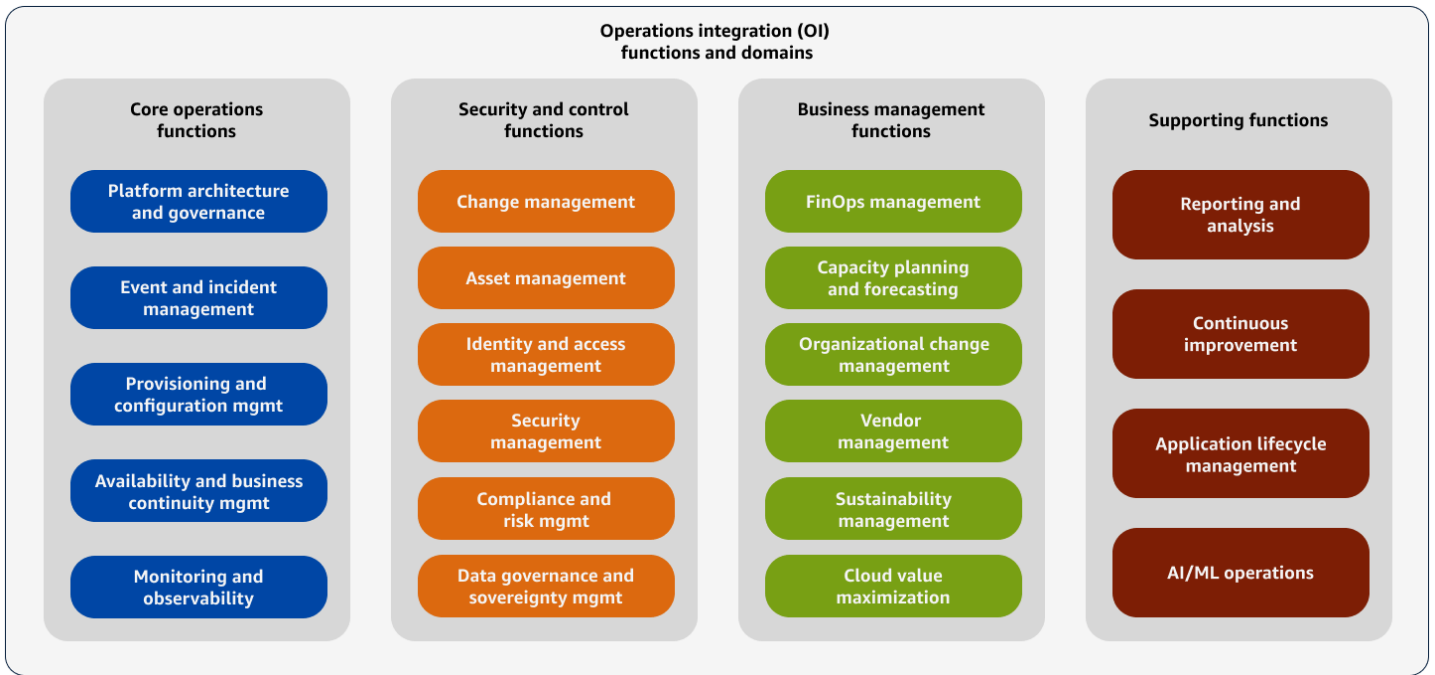 Operations integration (OI)
functions and domains
Core operations
functions
Platform architecture
and governance
Event and incident
management
Provisioning and
configuration mgmt
Availability and business
continuity mgmt
Monitoring and
observability
Security and control
functions
Change management
Asset management
Identity and access
management
Security
management
Compliance and
risk mgmt
Data governance and
sovereignty mgmt
Business management
functions
FinOps management
Capacity planning
and forecasting
Organizational change
management
Vendor
management
Sustainability
management
Cloud value
maximization
Supporting functions
Reporting and
analysis
Continuous
improvement
Application lifecycle
management
AI/ML operations